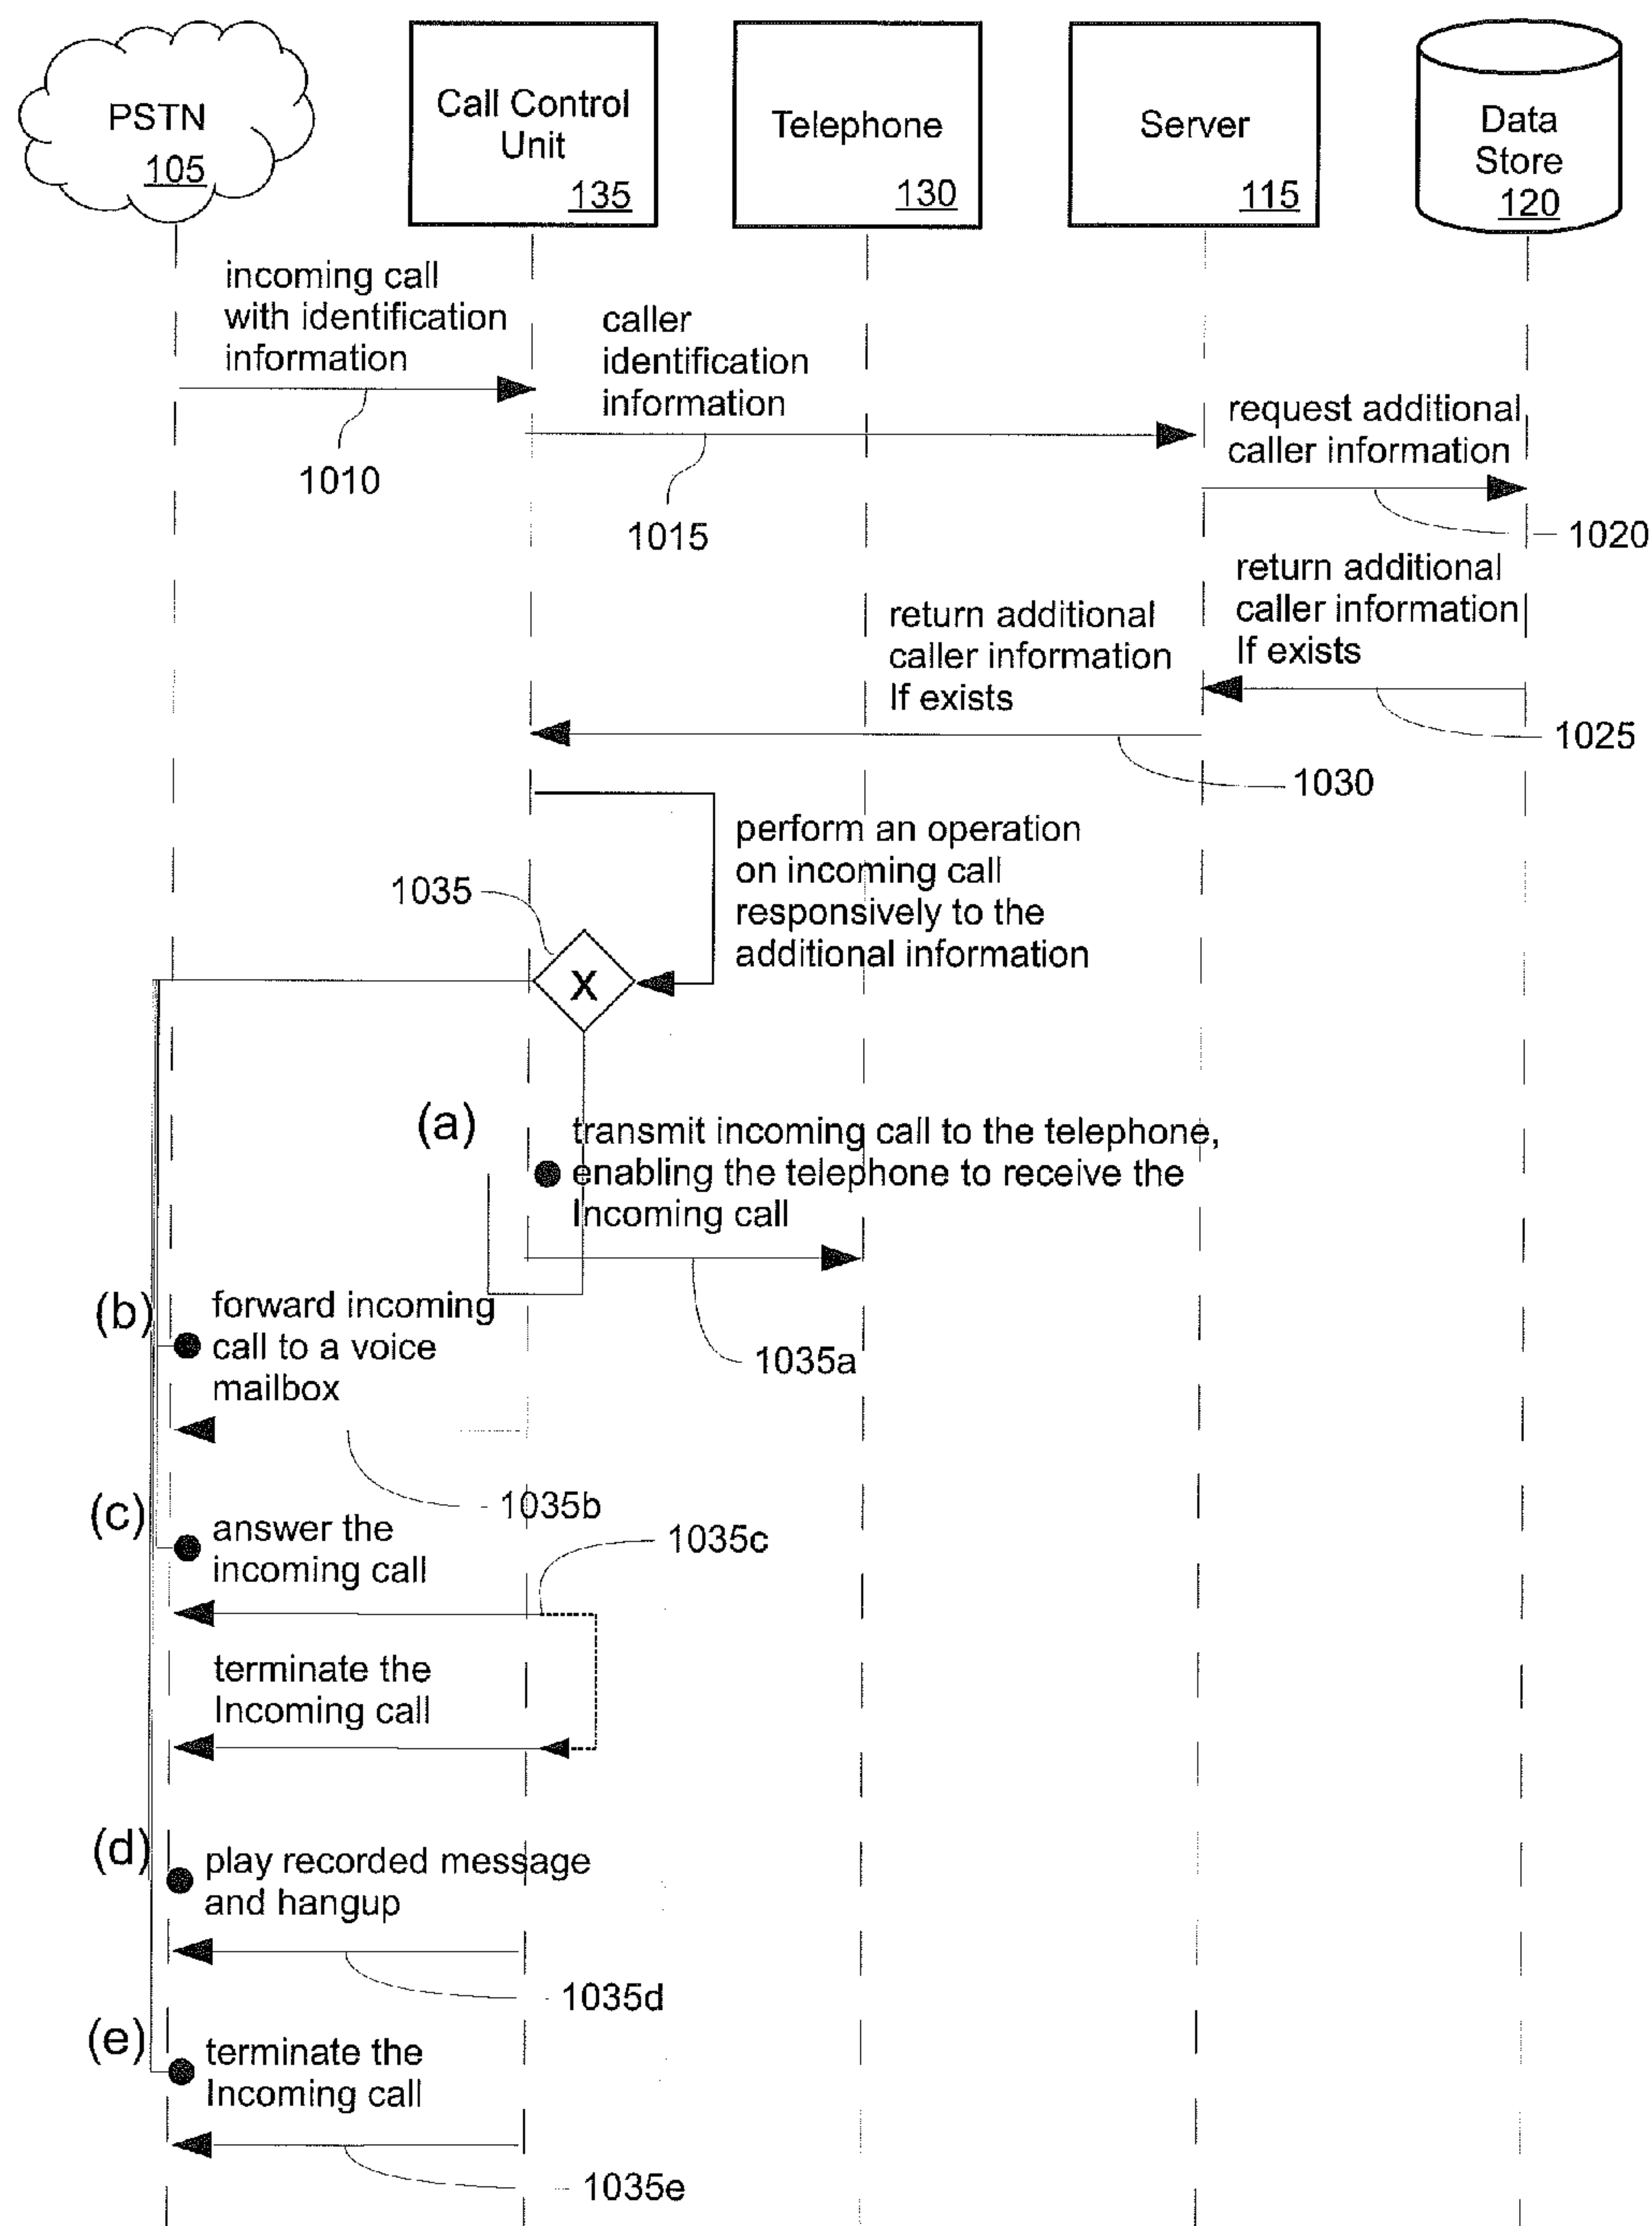 PSTN
105
Call Control
Unit
135
Telephone
130
Server
115
Data
Store
120
incoming call
with identification
information
1010
caller
identification
information
1015
request additional
caller information
1020
return additional
caller information
If exists
1025
return additional
caller information
If exists
1030
perform an operation
on incoming call
responsively to the
additional information
1035
X
(a)
transmit incoming call to the telephone,
enabling the telephone to receive the
Incoming call
1035a
(b)
forward incoming
call to a voice
mailbox
1035b
(c)
answer the
incoming call
1035c
terminate the
Incoming call
(d)
play recorded message
and hangup
1035d
(e)
terminate the
Incoming call
1035e